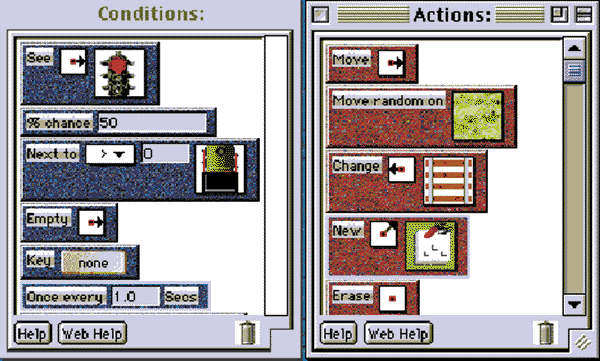 Conditions:
See
% chance 50
Next to > 0
Empty
Key none
Once every 1.0 Secs
Help Web Help
Actions:
Move
Move random on
Change
New
Erase
Help Web Help